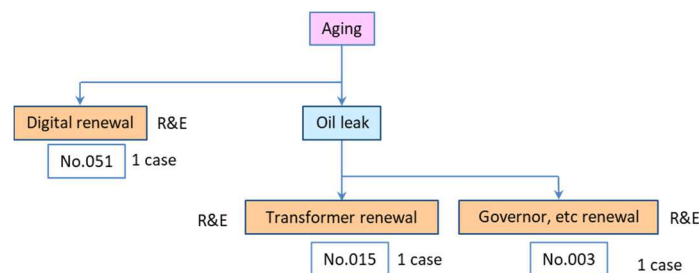 Aging
Digital renewal R&E
Oil leak
No.051 1 case
R&E Transformer renewal
Governor, etc renewal R&E
No.015 1 case
No.003 1 case